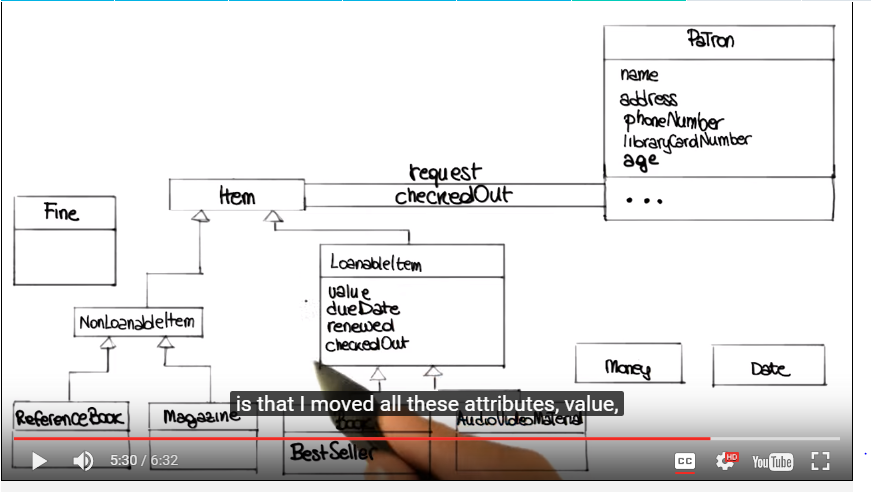 Patron
name
address
phoneNumber
libraryCardNumber
age
...
request
checkedOut
Item
Fine
LoanableItem
value
dueDate
renewed
checkedOut
NonLoanableItem
Money
Date
is that I moved all these attributes, value,
ReferenceBook
Magazine
Book
AudioVideoMaterial
BestSeller
5:30 / 6:32
CC
HD
YouTube